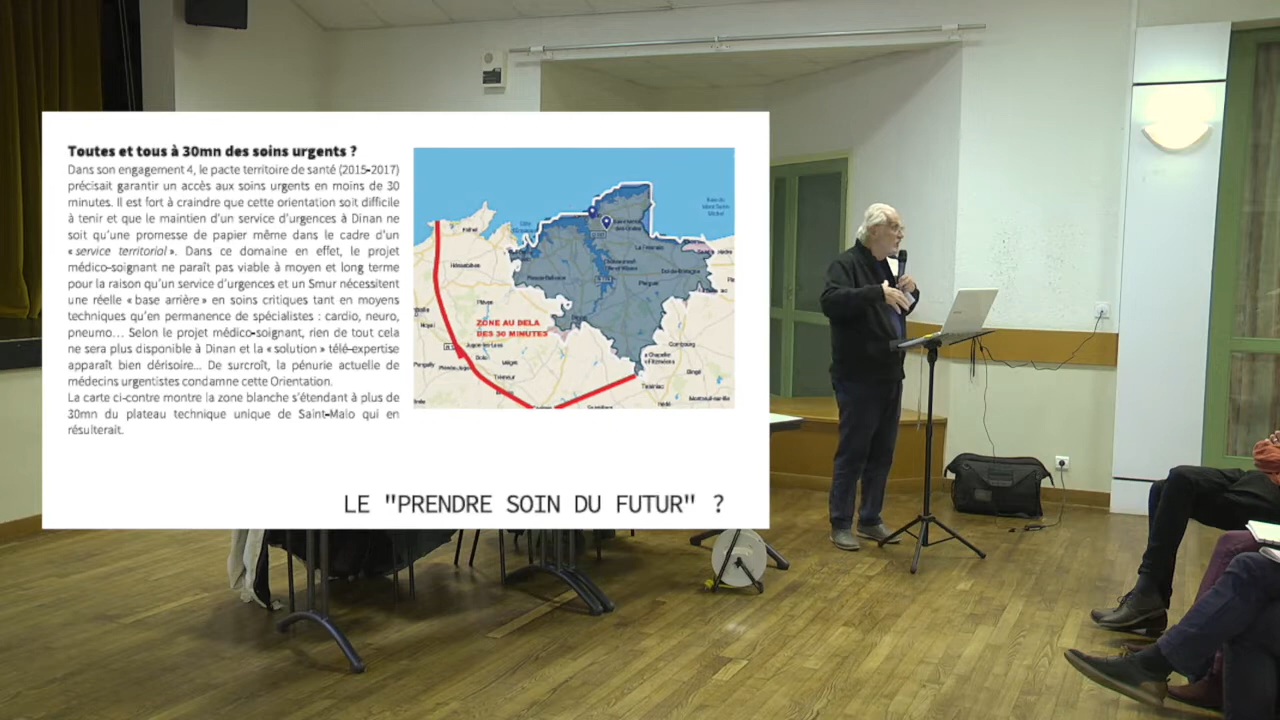 Toutes et tous à 30mn des soins urgents ?
Dans son engagement 4, le pacte territoire de santé (2015-2017)
précisait garantir un accès aux soins urgents en moins de 30
minutes. Il est fort à craindre que cette orientation soit difficile
à tenir et que le maintien d'un service d'urgences à Dinan ne
soit qu'une promesse de papier même dans le cadre d'un
« service territorial ». Dans ce domaine en effet, le projet
médico-soignant ne paraît pas viable à moyen et long terme
pour la raison qu'un service d'urgences et un Smur nécessitent
une réelle « base arrière » en soins critiques tant en moyens
techniques qu'en permanence de spécialistes : cardio, neuro,
pneumo... Selon le projet médico-soignant, rien de tout cela
ne sera plus disponible à Dinan et la « solution » télé-expertise
apparaît bien dérisoire... De surcroît, la pénurie actuelle de
médecins urgentistes condamne cette Orientation.
La carte ci-contre montre la zone blanche s'étendant à plus de
30mn du plateau technique unique de Saint-Malo qui en
résulterait.
ZONE AU DELA
DES 30 MINUTES
LE "PRENDRE SOIN DU FUTUR" ?